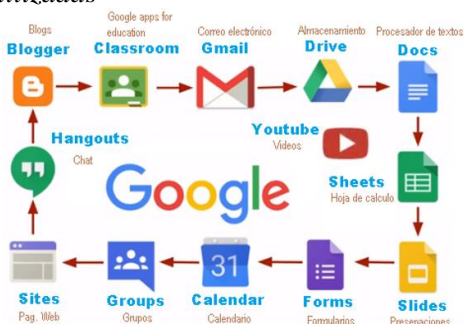 Blogs
Blogger
Google apps for
education
Classroom
Correo electrónico
Gmail
Almacenamiento
Drive
Procesador de textos
Docs
Hangouts
Chat
Youtube
Videos
Google
Sheets
Hoja de calculo
31
Sites
Pag. Web
Groups
Grupos
Calendar
Calendario
Forms
Formularios
Slides
Presenaciones